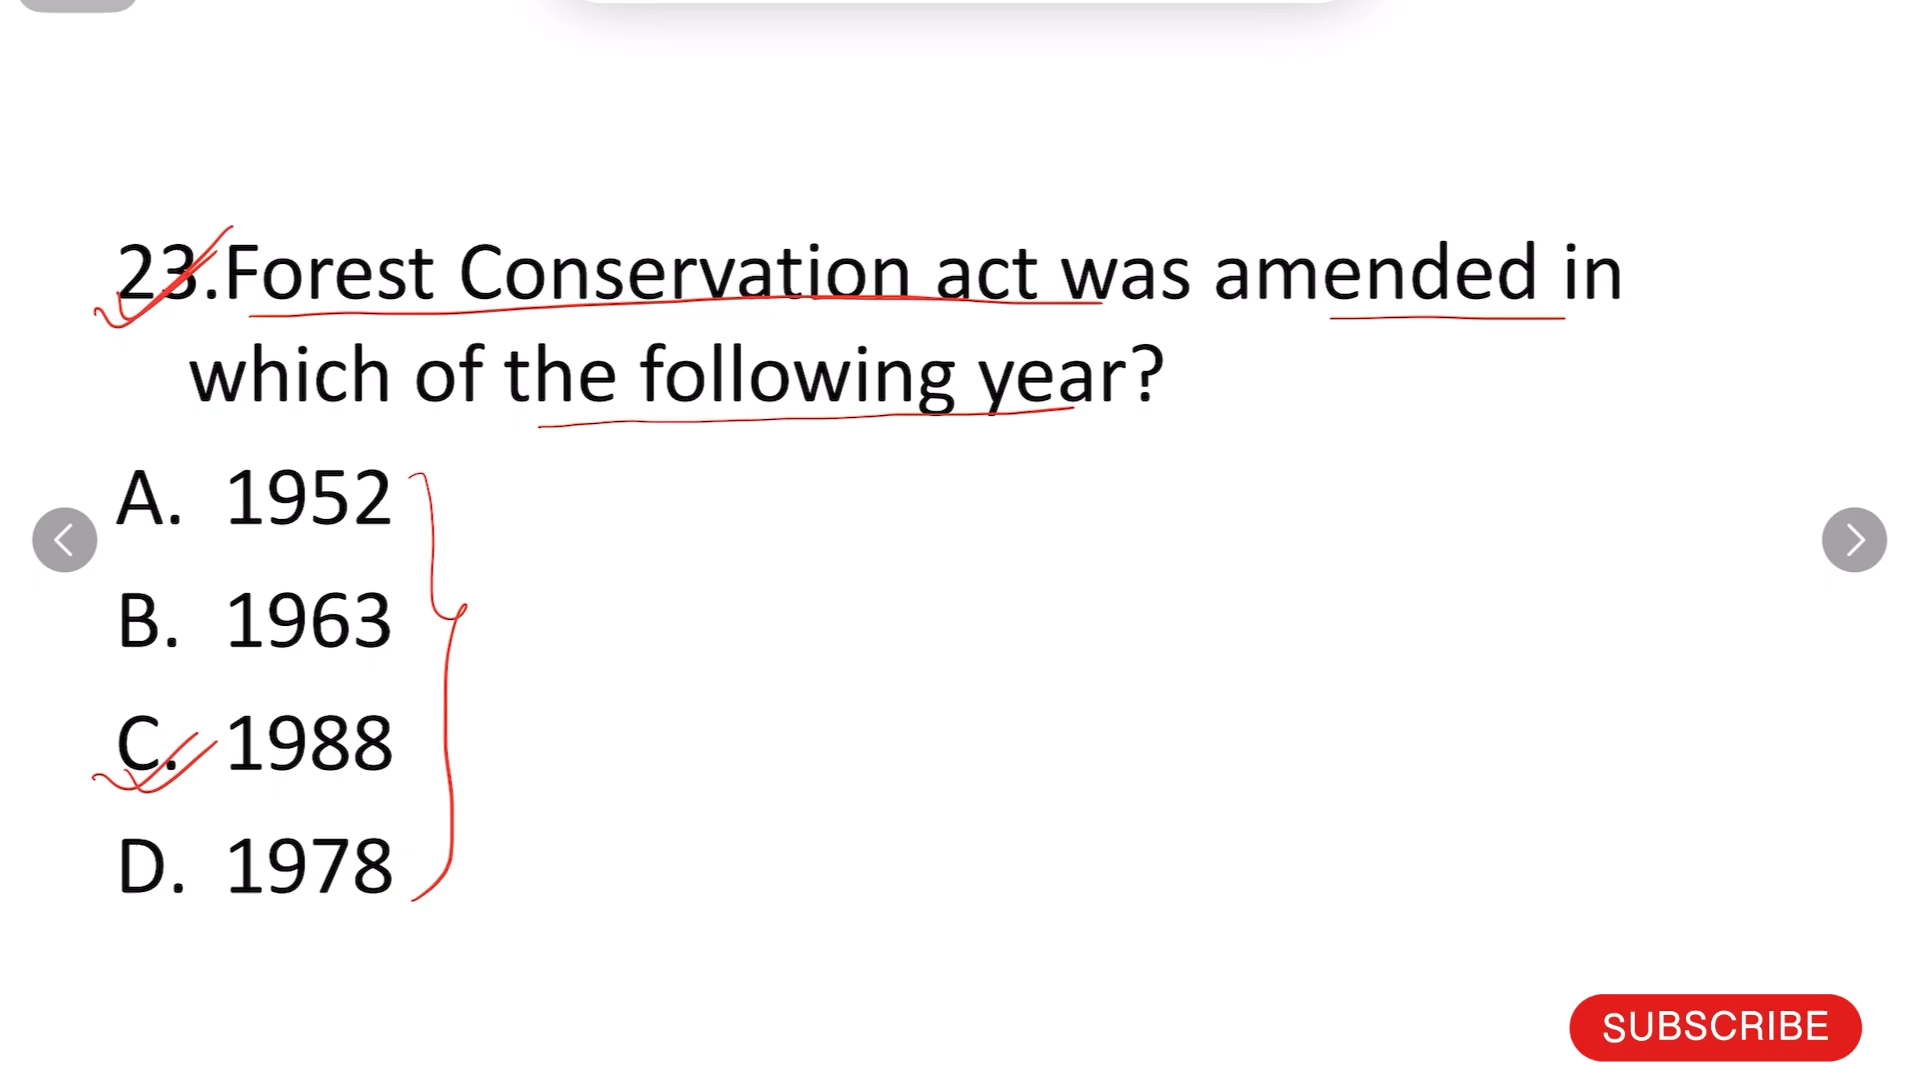 23.Forest Conservation act was amended in
which of the following year?
A. 1952
B. 1963
C. 1988
D. 1978
SUBSCRIBE